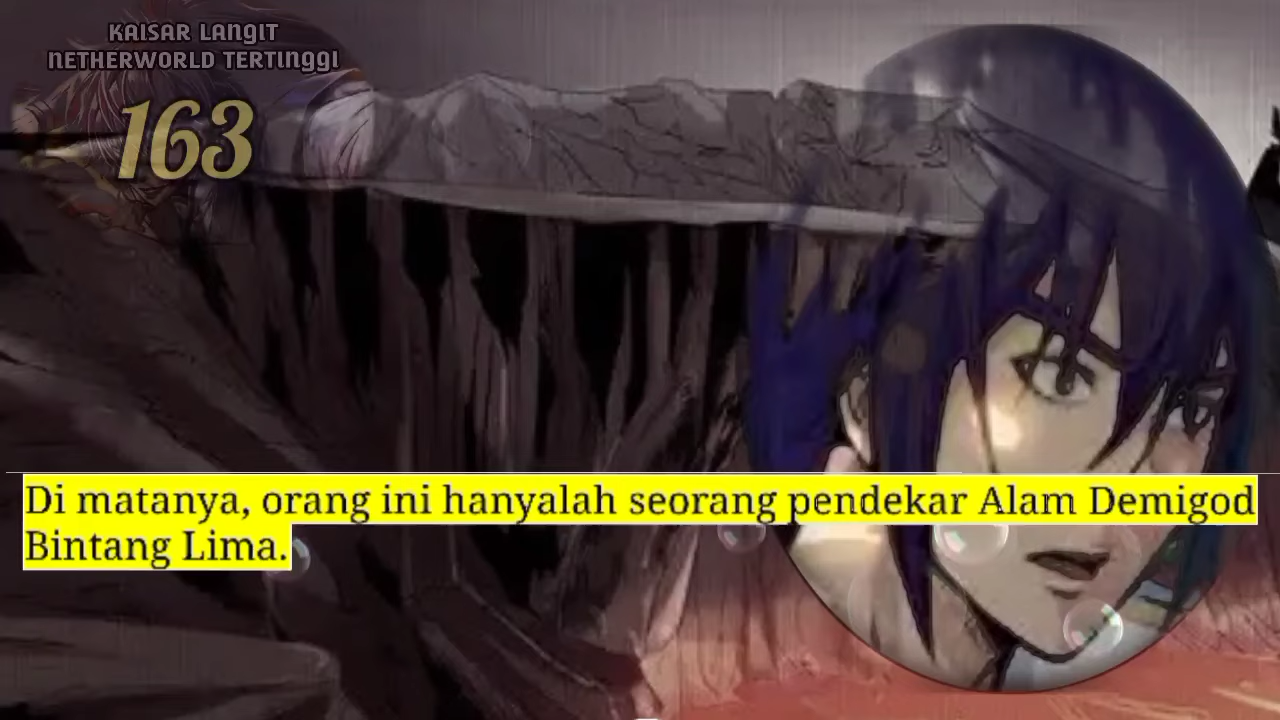 KAISAR LANGIT
NETHERWORLD TERTINGGI
163
Di matanya, orang ini hanyalah seorang pendekar Alam Demigod
Bintang Lima.